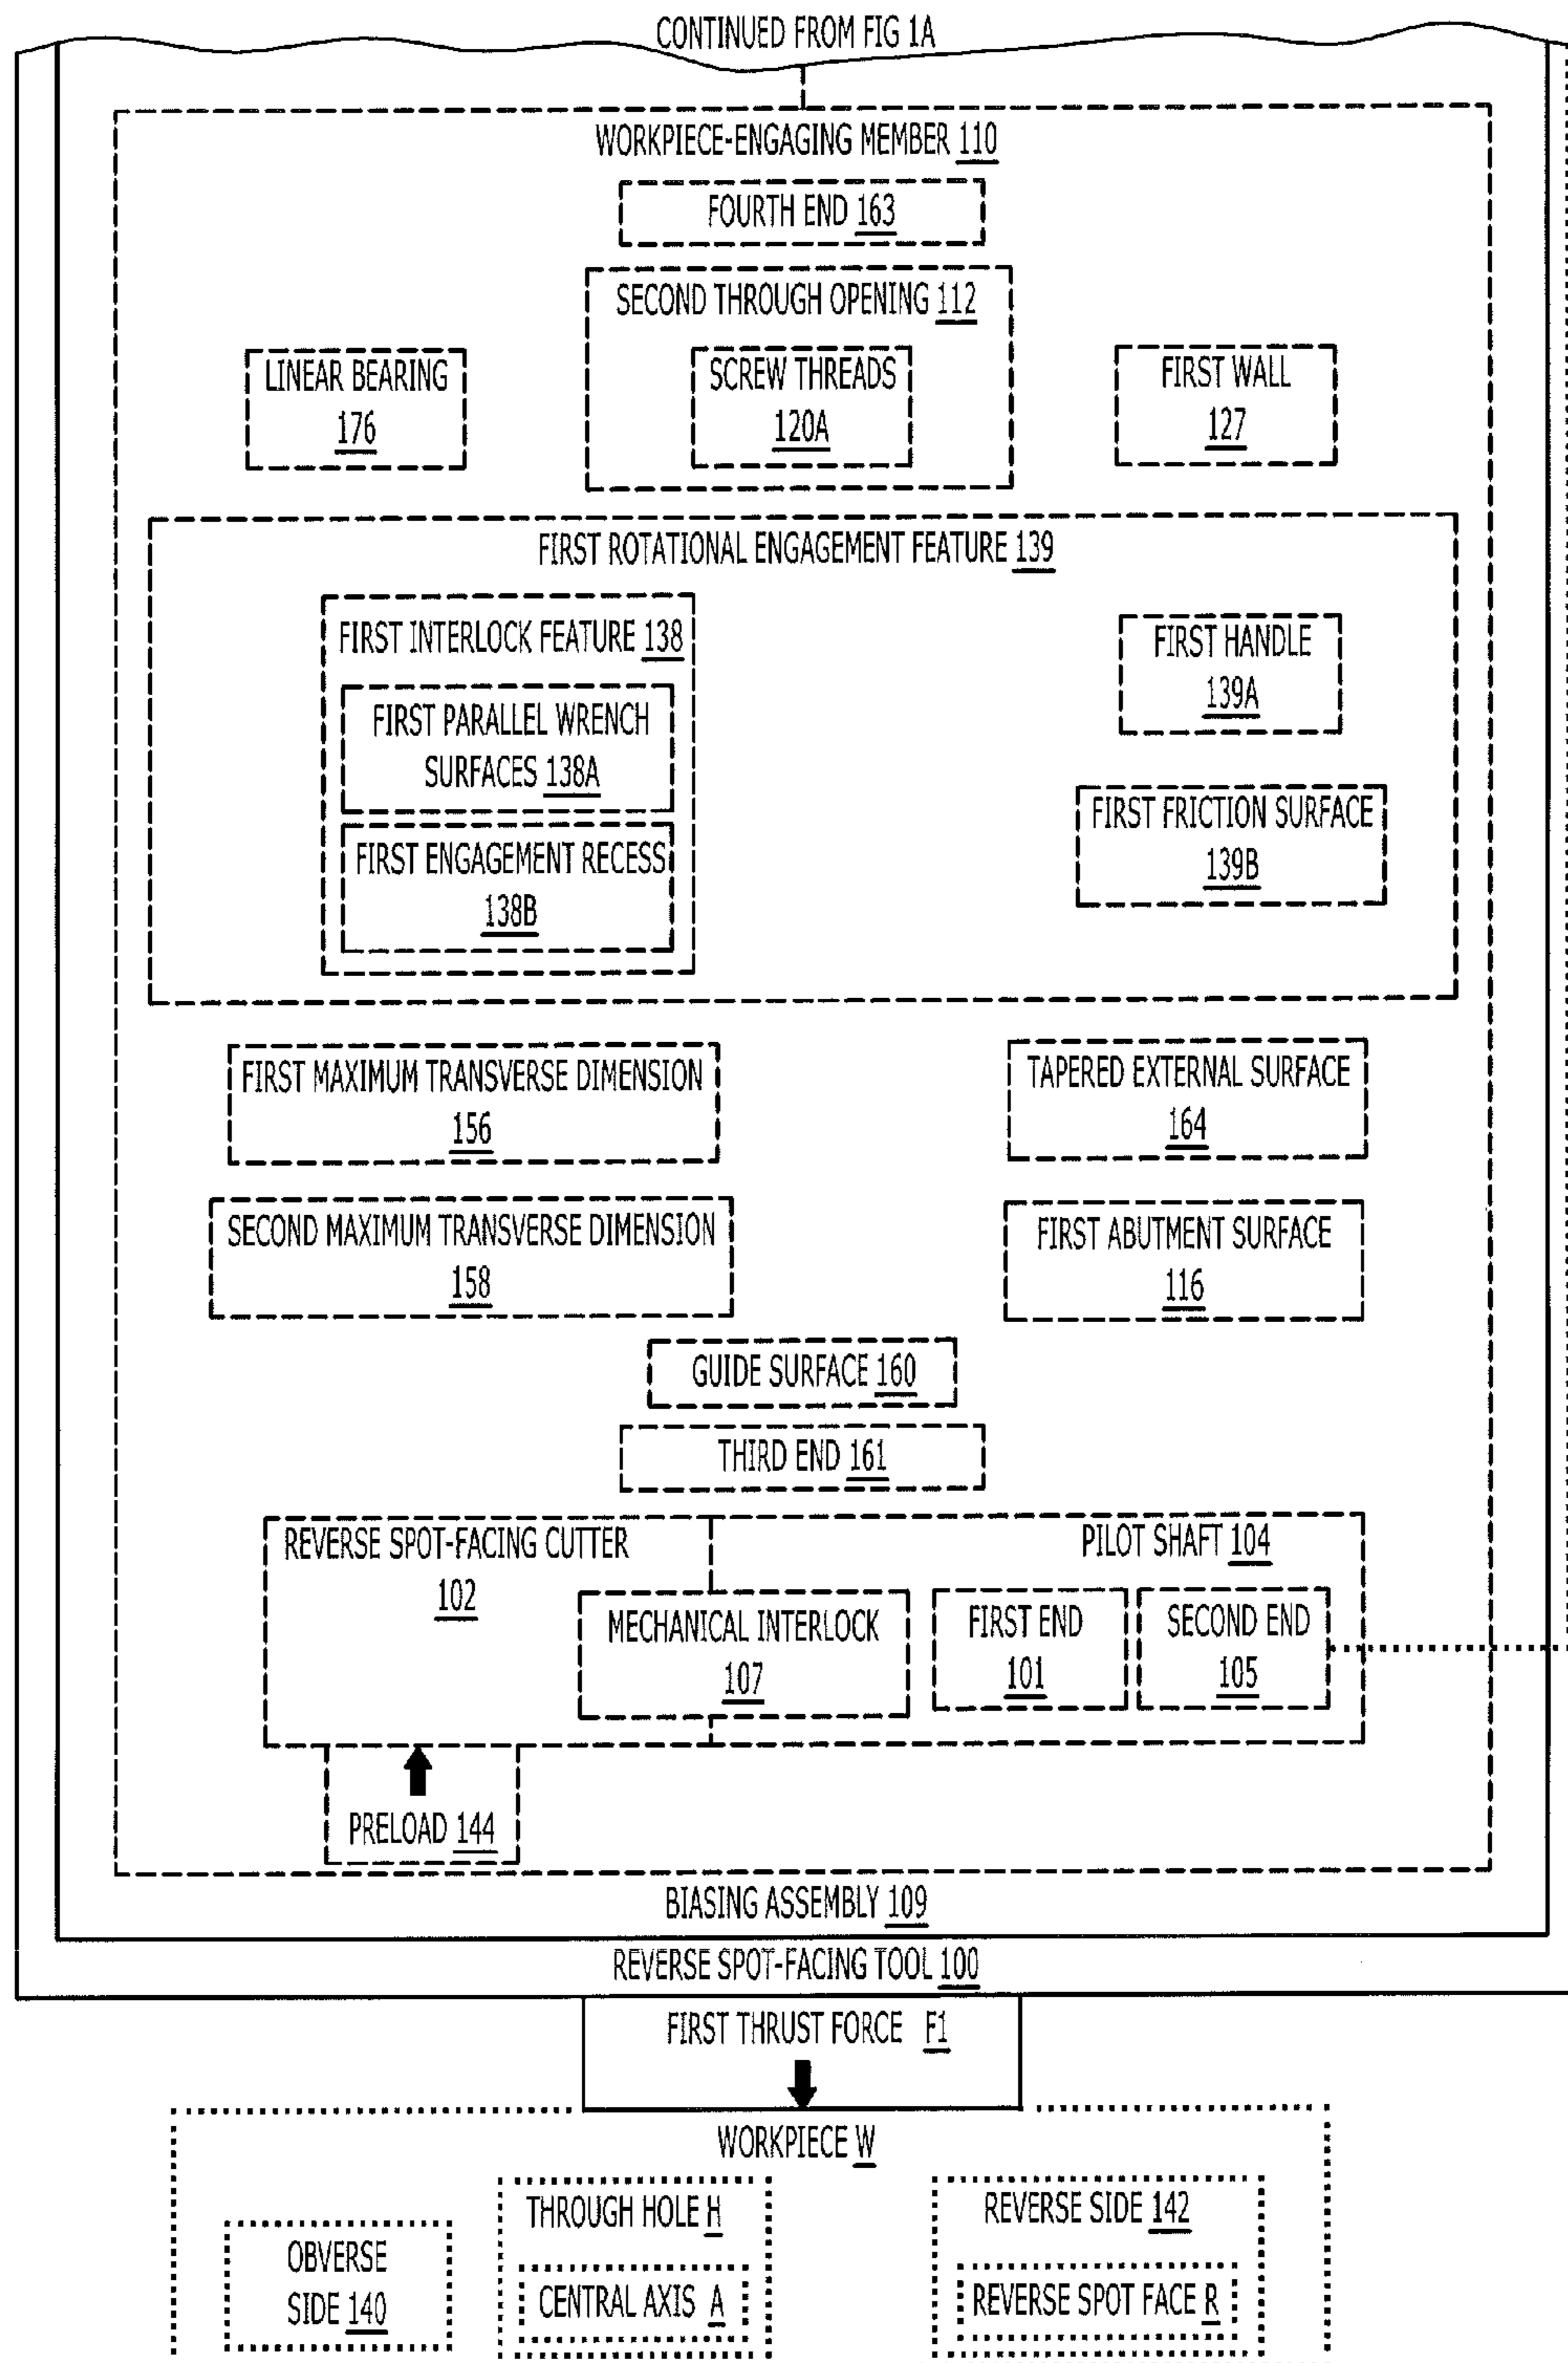 CONTINUED FROM FIG 1A
WORKPIECE-ENGAGING MEMBER 110
FOURTH END 163
SECOND THROUGH OPENING 112
LINEAR BEARING
176
SCREW THREADS
120A
FIRST WALL
127
FIRST ROTATIONAL ENGAGEMENT FEATURE 139
FIRST INTERLOCK FEATURE 138
FIRST PARALLEL WRENCH
SURFACES 138A
FIRST ENGAGEMENT RECESS
138B
FIRST HANDLE
139A
FIRST FRICTION SURFACE
139B
FIRST MAXIMUM TRANSVERSE DIMENSION
156
TAPERED EXTERNAL SURFACE
164
SECOND MAXIMUM TRANSVERSE DIMENSION
158
FIRST ABUTMENT SURFACE
116
GUIDE SURFACE 160
THIRD END 161
REVERSE SPOT-FACING CUTTER
102
PILOT SHAFT 104
MECHANICAL INTERLOCK
107
FIRST END
101
SECOND END
105
PRELOAD 144
BIASING ASSEMBLY 109
REVERSE SPOT-FACING TOOL 100
FIRST THRUST FORCE F1
WORKPIECE W
OBVERSE
SIDE 140
THROUGH HOLE H
CENTRAL AXIS A
REVERSE SIDE 142
REVERSE SPOT FACE R